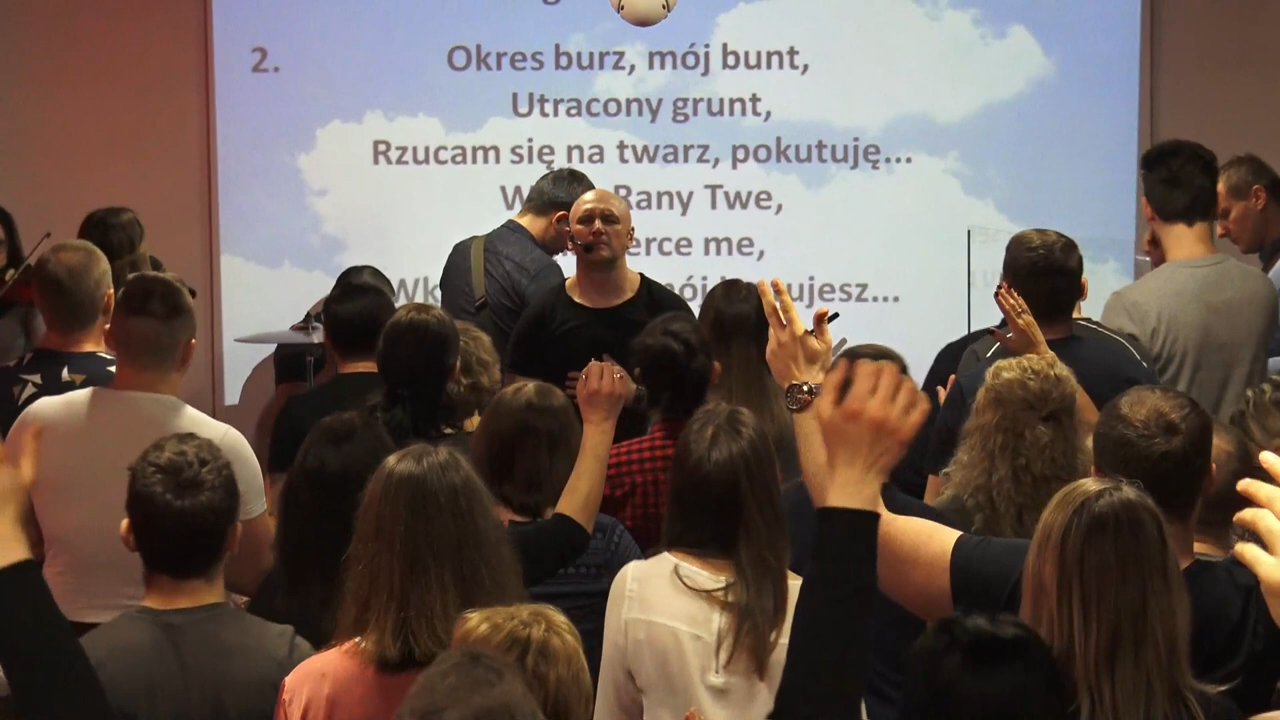 2.
Okres burz, mój bunt,
Utracony grunt,
Rzucam się na twarz, pokutuję...
Rany Twe,
me,
mój